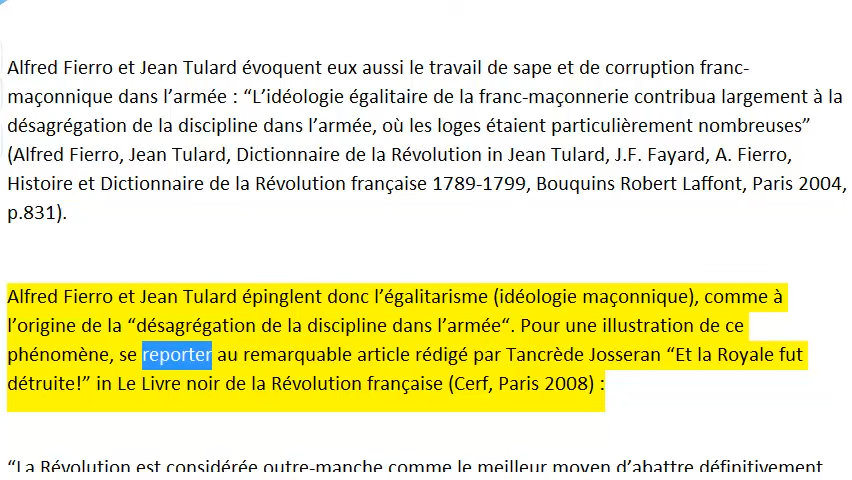 Alfred Fierro et Jean Tulard évoquent eux aussi le travail de sape et de corruption franc-
maçonnique dans l’armée : “L’idéologie égalitaire de la franc-maçonnerie contribua largement à la
désagrégation de la discipline dans l’armée, où les loges étaient particulièrement nombreuses”
(Alfred Fierro, Jean Tulard, Dictionnaire de la Révolution in Jean Tulard, J.F. Fayard, A. Fierro,
Histoire et Dictionnaire de la Révolution française 1789-1799, Bouquins Robert Laffont, Paris 2004,
p.831).
Alfred Fierro et Jean Tulard épinglent donc l’égalitarisme (idéologie maçonnique), comme à
l’origine de la “désagrégation de la discipline dans l’armée“. Pour une illustration de ce
phénomène, se reporter au remarquable article rédigé par Tancrède Josseran “Et la Royale fut
détruite!” in Le Livre noir de la Révolution française (Cerf, Paris 2008) :
“La Révolution est considérée outre-manche comme le meilleur moyen d’abattre définitivement